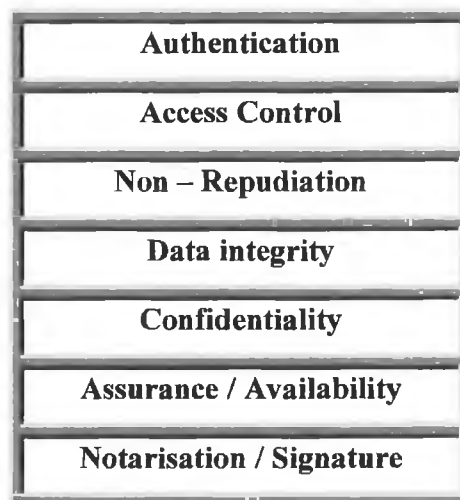 Authentication
Access Control
Non – Repudiation
Data integrity
Confidentiality
Assurance / Availability
Notarisation / Signature